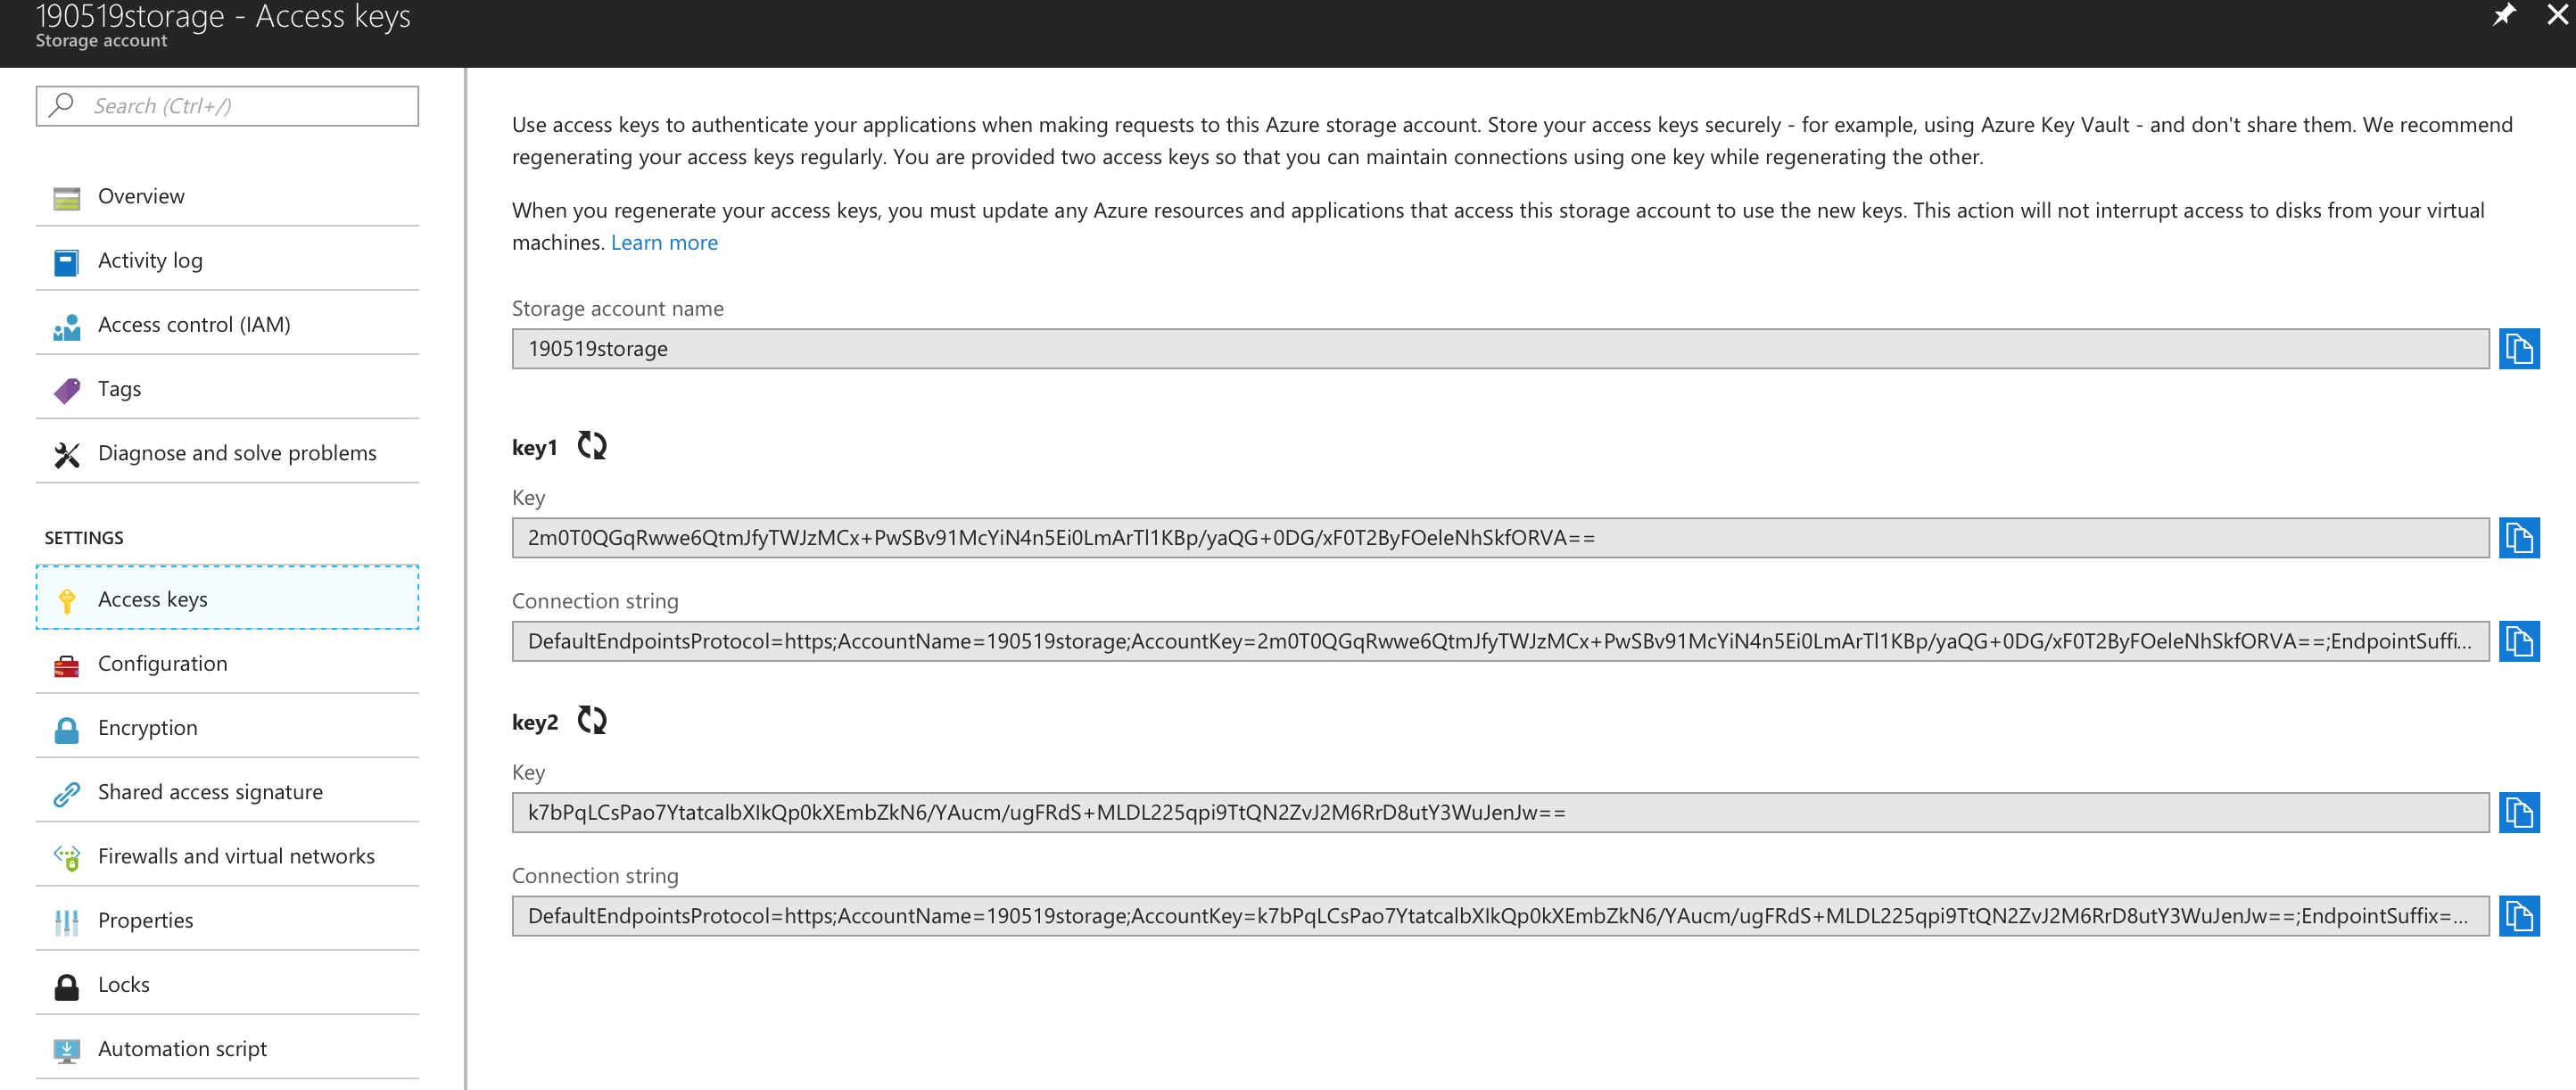 190519storage - Access keys
Storage account
Search (Ctrl+/)
Overview
Activity log
Access control (IAM)
Tags
Diagnose and solve problems
SETTINGS
Access keys
Configuration
Encryption
Shared access signature
Firewalls and virtual networks
Properties
Locks
Automation script
Use access keys to authenticate your applications when making requests to this Azure storage account. Store your access keys securely - for example, using Azure Key Vault - and don't share them. We recommend
regenerating your access keys regularly. You are provided two access keys so that you can maintain connections using one key while regenerating the other.
When you regenerate your access keys, you must update any Azure resources and applications that access this storage account to use the new keys. This action will not interrupt access to disks from your virtual
machines. Learn more
Storage account name
190519storage
key1
Key
2m0T0QGqRwwe6QtmJfyTWJzMCx+PwSBv91McYiN4n5Ei0LmArTl1KBp/yaQG+0DG/xF0T2ByFOeleNhSkfORVA==
Connection string
DefaultEndpointsProtocol=https;AccountName=190519storage;AccountKey=2m0T0QGqRwwe6QtmJfyTWJzMCx+PwSBv91McYiN4n5Ei0LmArTl1KBp/yaQG+0DG/xF0T2ByFOeleNhSkfORVA==;EndpointSuffi...
key2
Key
k7bPqLCsPao7YtatcalbXIkQp0kXEmbZkN6/YAucm/ugFRdS+MLDL225qpi9TtQN2ZvJ2M6RrD8utY3WuJenJw==
Connection string
DefaultEndpointsProtocol=https;AccountName=190519storage;AccountKey=k7bPqLCsPao7YtatcalbXIkQp0kXEmbZkN6/YAucm/ugFRdS+MLDL225qpi9TtQN2ZvJ2M6RrD8utY3WuJenJw==;EndpointSuffix=...